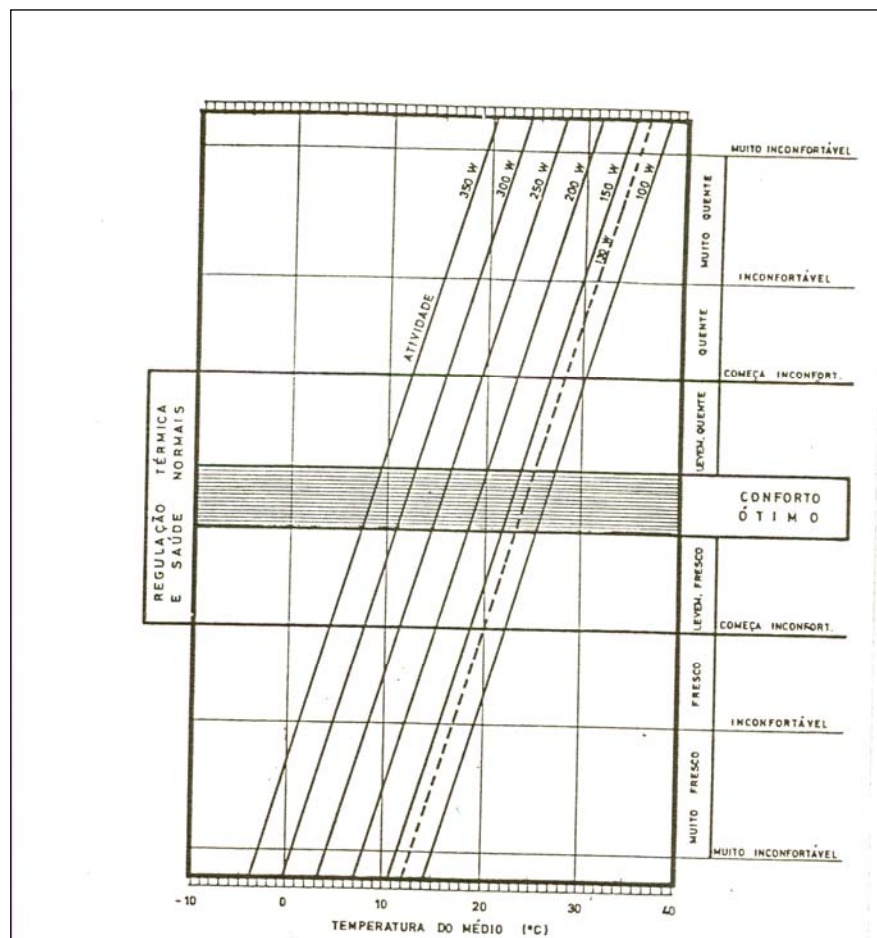 MUITO INCONFORTÁVEL
350 W
300 W
250 W
200 W
150 W
100 W
130 W
MUITO QUENTE
INCONFORTÁVEL
ATIVIDADE
QUENTE
COMEÇA INCONFORT.
LEVEM. QUENTE
REGULAÇÃO TÉRMICA
E SAÚDE NORMAIS
CONFORTO
ÓTIMO
LEVEM. FRESCO
COMEÇA INCONFORT.
FRESCO
INCONFORTÁVEL
MUITO FRESCO
MUITO INCONFORTÁVEL
-10 0 10 20 30 40
TEMPERATURA DO MÉDIO (°C)